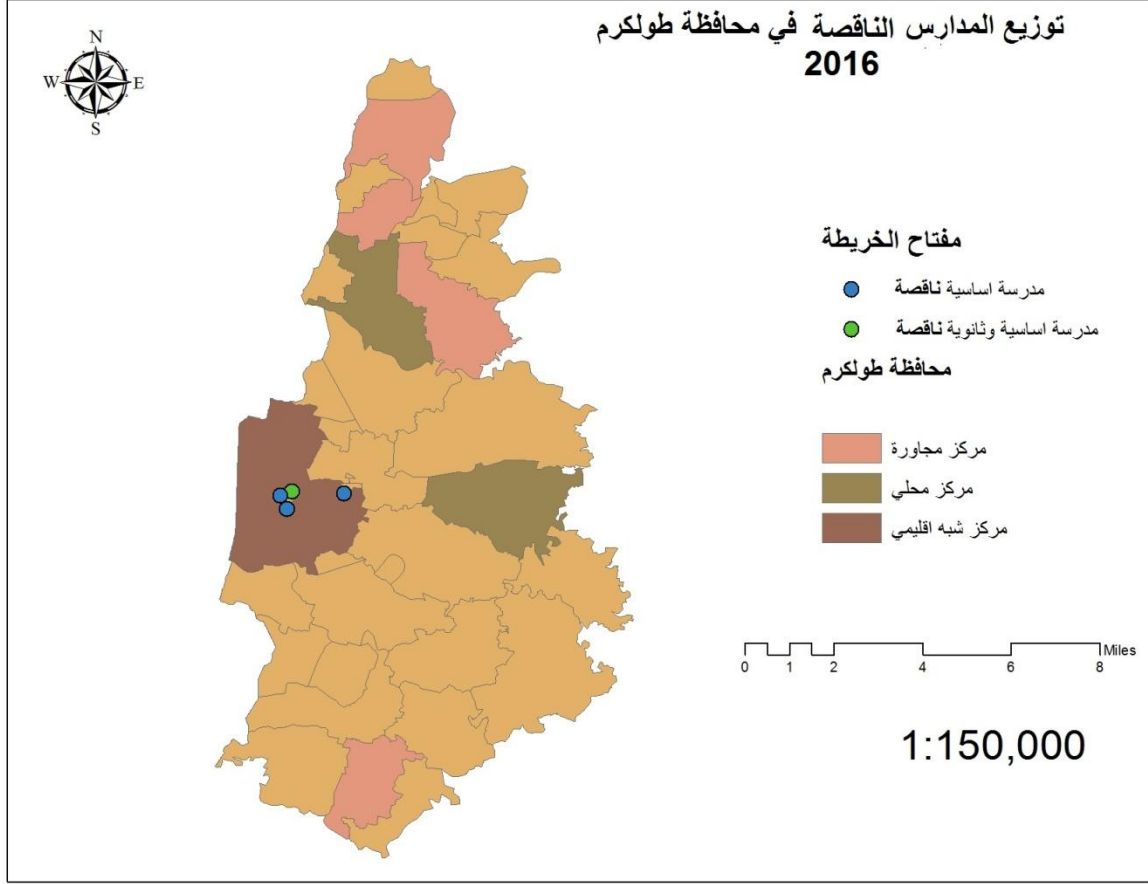 توزيع المدارس الناقصة في محافظة طولكرم
2016
N
W E
S
مفتاح الخريطة
مدرسة اساسية ناقصة
مدرسة اساسية وثانوية ناقصة
محافظة طولكرم
مركز مجاورة
مركز محلي
مركز شبه اقليمي
Miles
0 1 2 4 6 8
1:150,000